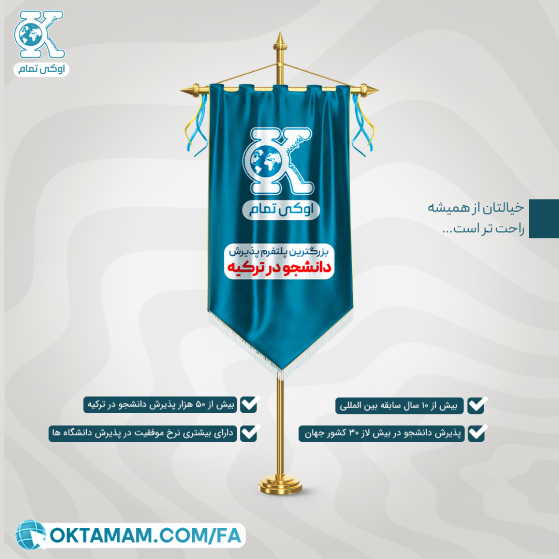 اوکی تمام
خیالتان از همیشه
راحت تر است...
اوکی تمام
بزرگترین پلتفرم پذیرش
دانشجو در ترکیه
بیش از ۱۰ سال سابقه بین المللی
بیش از ۵۰ هزار پذیرش دانشجو در ترکیه
پذیرش دانشجو در بیش لاز ۳۰ کشور جهان
دارای بیشتری نرخ موفقیت در پذیرش دانشگاه ها
OKTAMAM.COM/FA